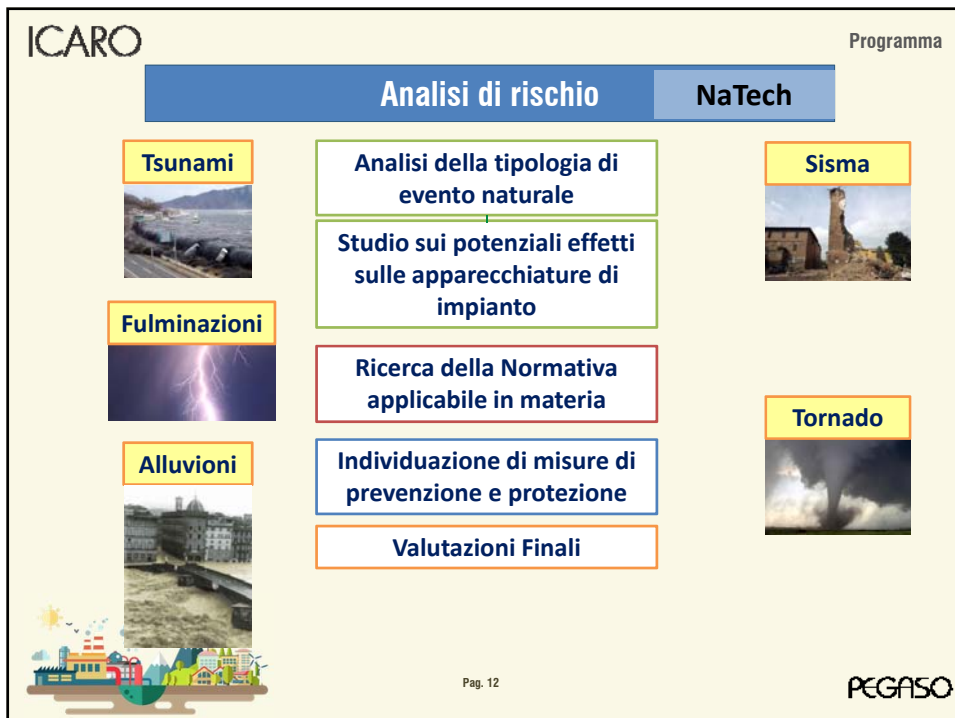 ICARO
Programma
Analisi di rischio NaTech
Tsunami
Fulminazioni
Alluvioni
Analisi della tipologia di
evento naturale
Studio sui potenziali effetti
sulle apparecchiature di
impianto
Ricerca della Normativa
applicabile in materia
Individuazione di misure di
prevenzione e protezione
Valutazioni Finali
Sisma
Tornado
Pag. 12
PEGASO